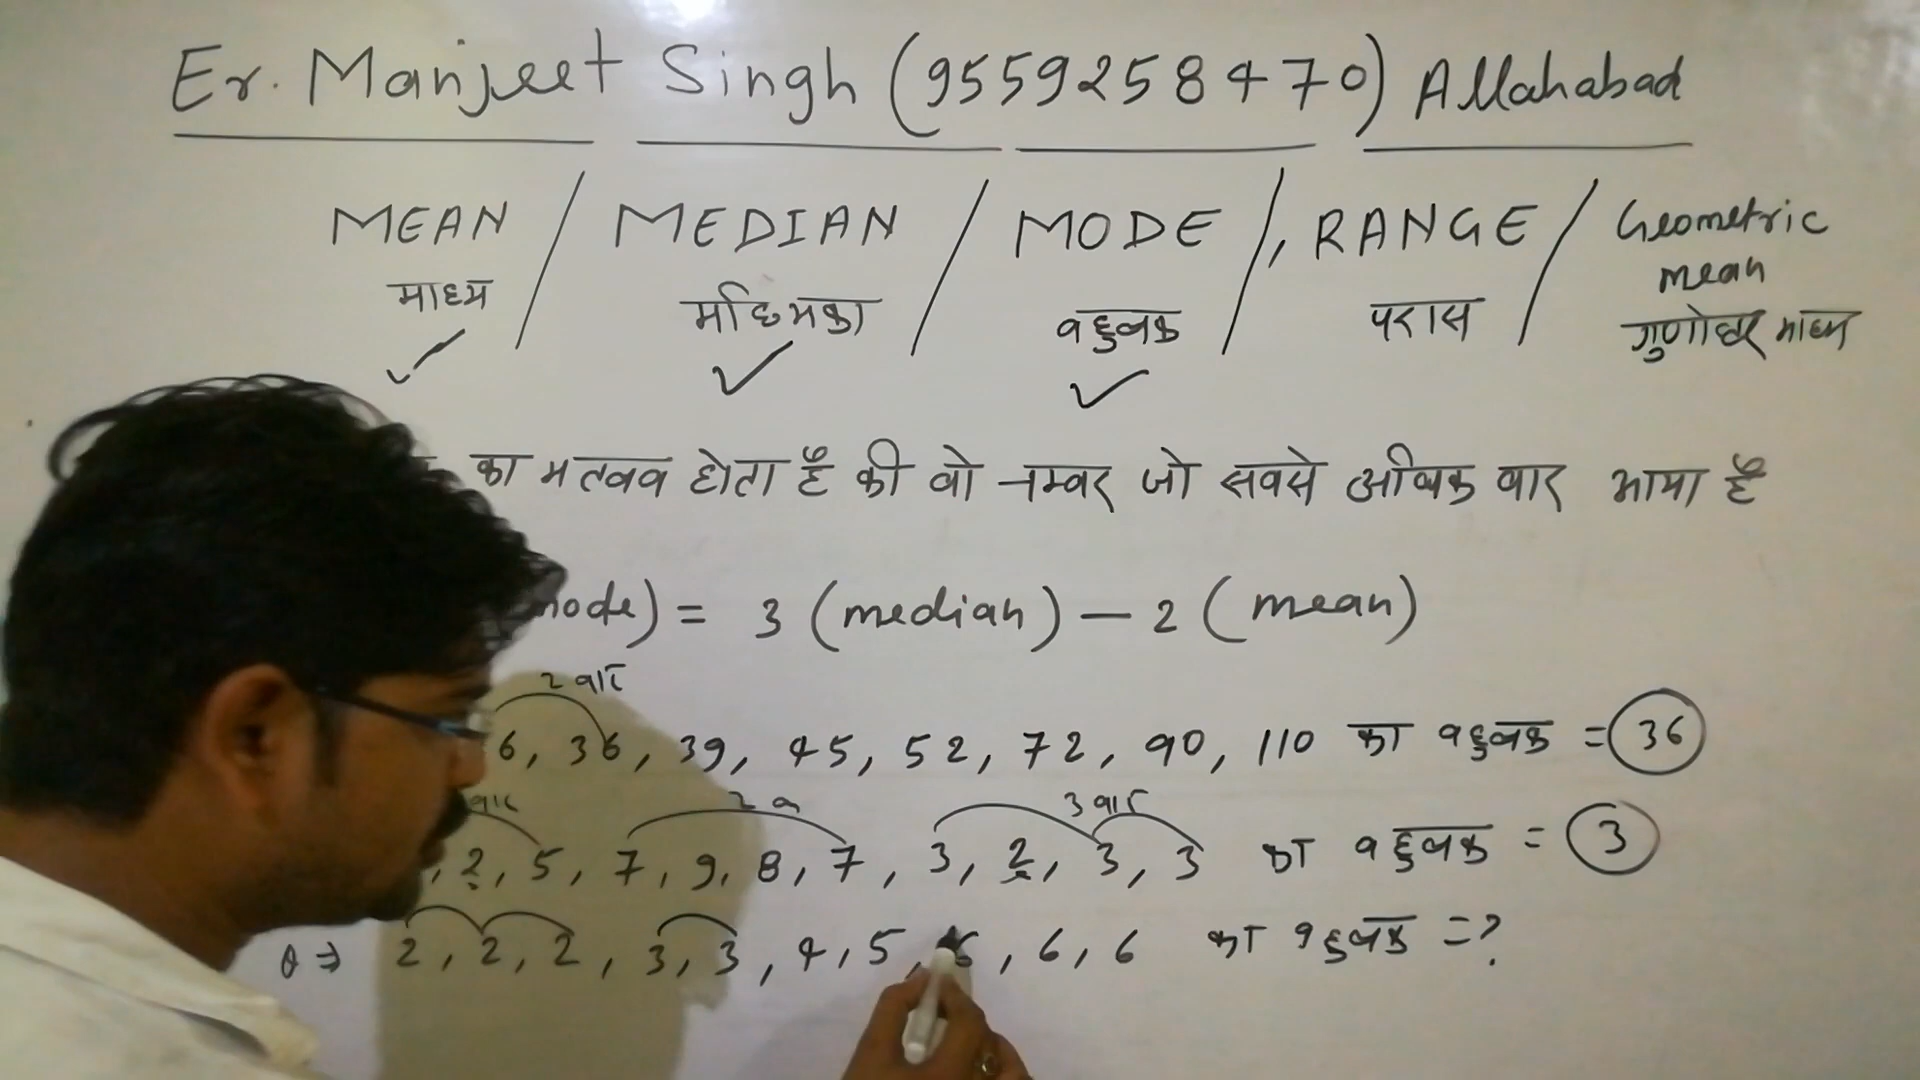 Er. Manjeet Singh (9559258470) Allahabad
MEAN / MEDIAN / MODE /, RANGE / Geometric mean
माध्य मध्यिका बहुलक परास गुणोत्तर माध्य
का मतलब होता है की वो नम्बर जो सबसे अधिक बार आया है
mode) = 3 (median) – 2 (mean)
2 बार
6, 36, 39, 45, 52, 72, 90, 110 का बहुलक = 36
बार 2 ब 3 बार
, 2, 5, 7, 9, 8, 7, 3, 2, 3, 3 का बहुलक = 3
Q ⇒ 2, 2, 2, 3, 3, 4, 5, 6, 6, 6 का बहुलक = ?